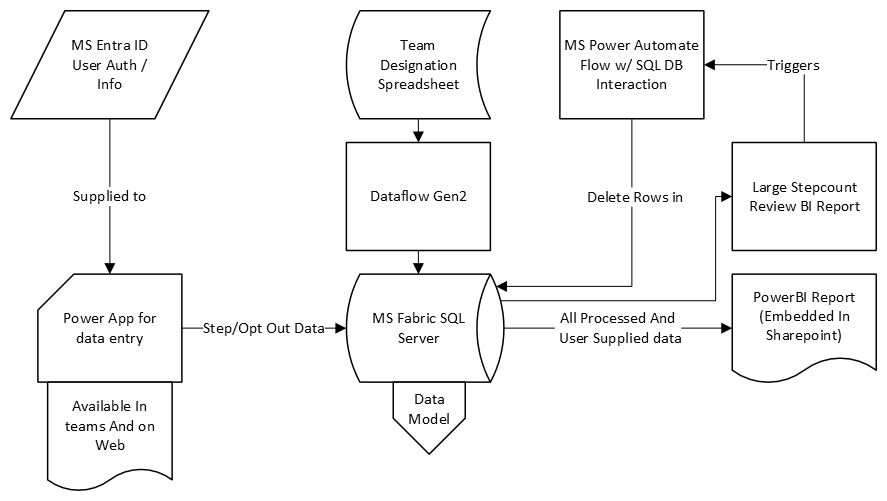 MS Entra ID
User Auth /
Info
Team
Designation
Spreadsheet
MS Power Automate
Flow w/ SQL DB
Interaction
Triggers
Supplied to
Dataflow Gen2
Delete Rows in
Large Stepcount
Review BI Report
Power App for
data entry
Step/Opt Out Data
MS Fabric SQL
Server
All Processed And
User Supplied data
PowerBI Report
(Embedded In
Sharepoint)
Available In
teams And on
Web
Data
Model